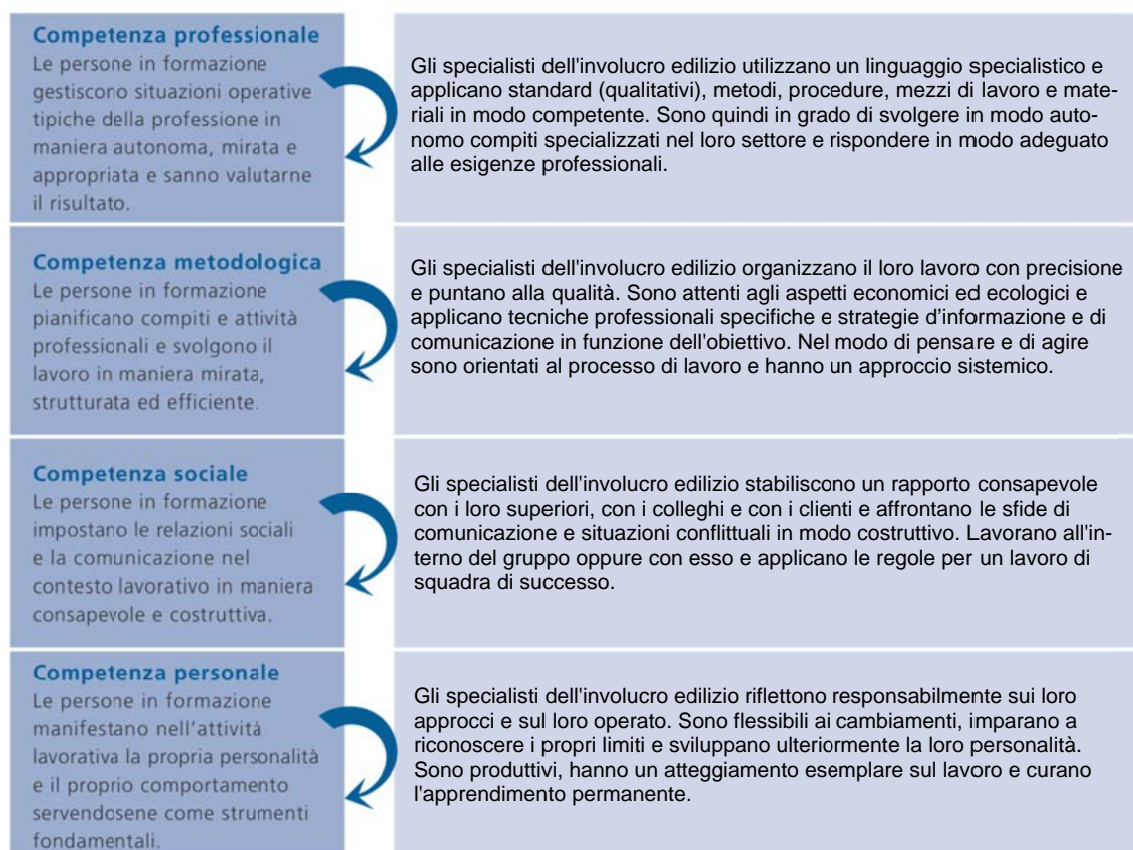 Competenza professionale
Le persone in formazione
gestiscono situazioni operative
tipiche della professione in
maniera autonoma, mirata e
appropriata e sanno valutarne
il risultato.
Gli specialisti dell'involucro edilizio utilizzano un linguaggio specialistico e
applicano standard (qualitativi), metodi, procedure, mezzi di lavoro e mate-
riali in modo competente. Sono quindi in grado di svolgere in modo auto-
nomo compiti specializzati nel loro settore e rispondere in modo adeguato
alle esigenze professionali.
Competenza metodologica
Le persone in formazione
pianificano compiti e attività
professionali e svolgono il
lavoro in maniera mirata,
strutturata ed efficiente.
Gli specialisti dell'involucro edilizio organizzano il loro lavoro con precisione
e puntano alla qualità. Sono attenti agli aspetti economici ed ecologici e
applicano tecniche professionali specifiche e strategie d’informazione e di
comunicazione in funzione dell'obiettivo. Nel modo di pensare e di agire
sono orientati al processo di lavoro e hanno un approccio sistemico.
Competenza sociale
Le persone in formazione
impostano le relazioni sociali
e la comunicazione nel
contesto lavorativo in maniera
consapevole e costruttiva.
Gli specialisti dell'involucro edilizio stabiliscono un rapporto consapevole
con i loro superiori, con i colleghi e con i clienti e affrontano le sfide di
comunicazione e situazioni conflittuali in modo costruttivo. Lavorano all'in-
terno del gruppo oppure con esso e applicano le regole per un lavoro di
squadra di successo.
Competenza personale
Le persone in formazione
manifestano nell’attività
lavorativa la propria personalità
e il proprio comportamento
servendosene come strumenti
fondamentali.
Gli specialisti dell'involucro edilizio riflettono responsabilmente sui loro
approcci e sul loro operato. Sono flessibili ai cambiamenti, imparano a
riconoscere i propri limiti e sviluppano ulteriormente la loro personalità.
Sono produttivi, hanno un atteggiamento esemplare sul lavoro e curano
l'apprendimento permanente.